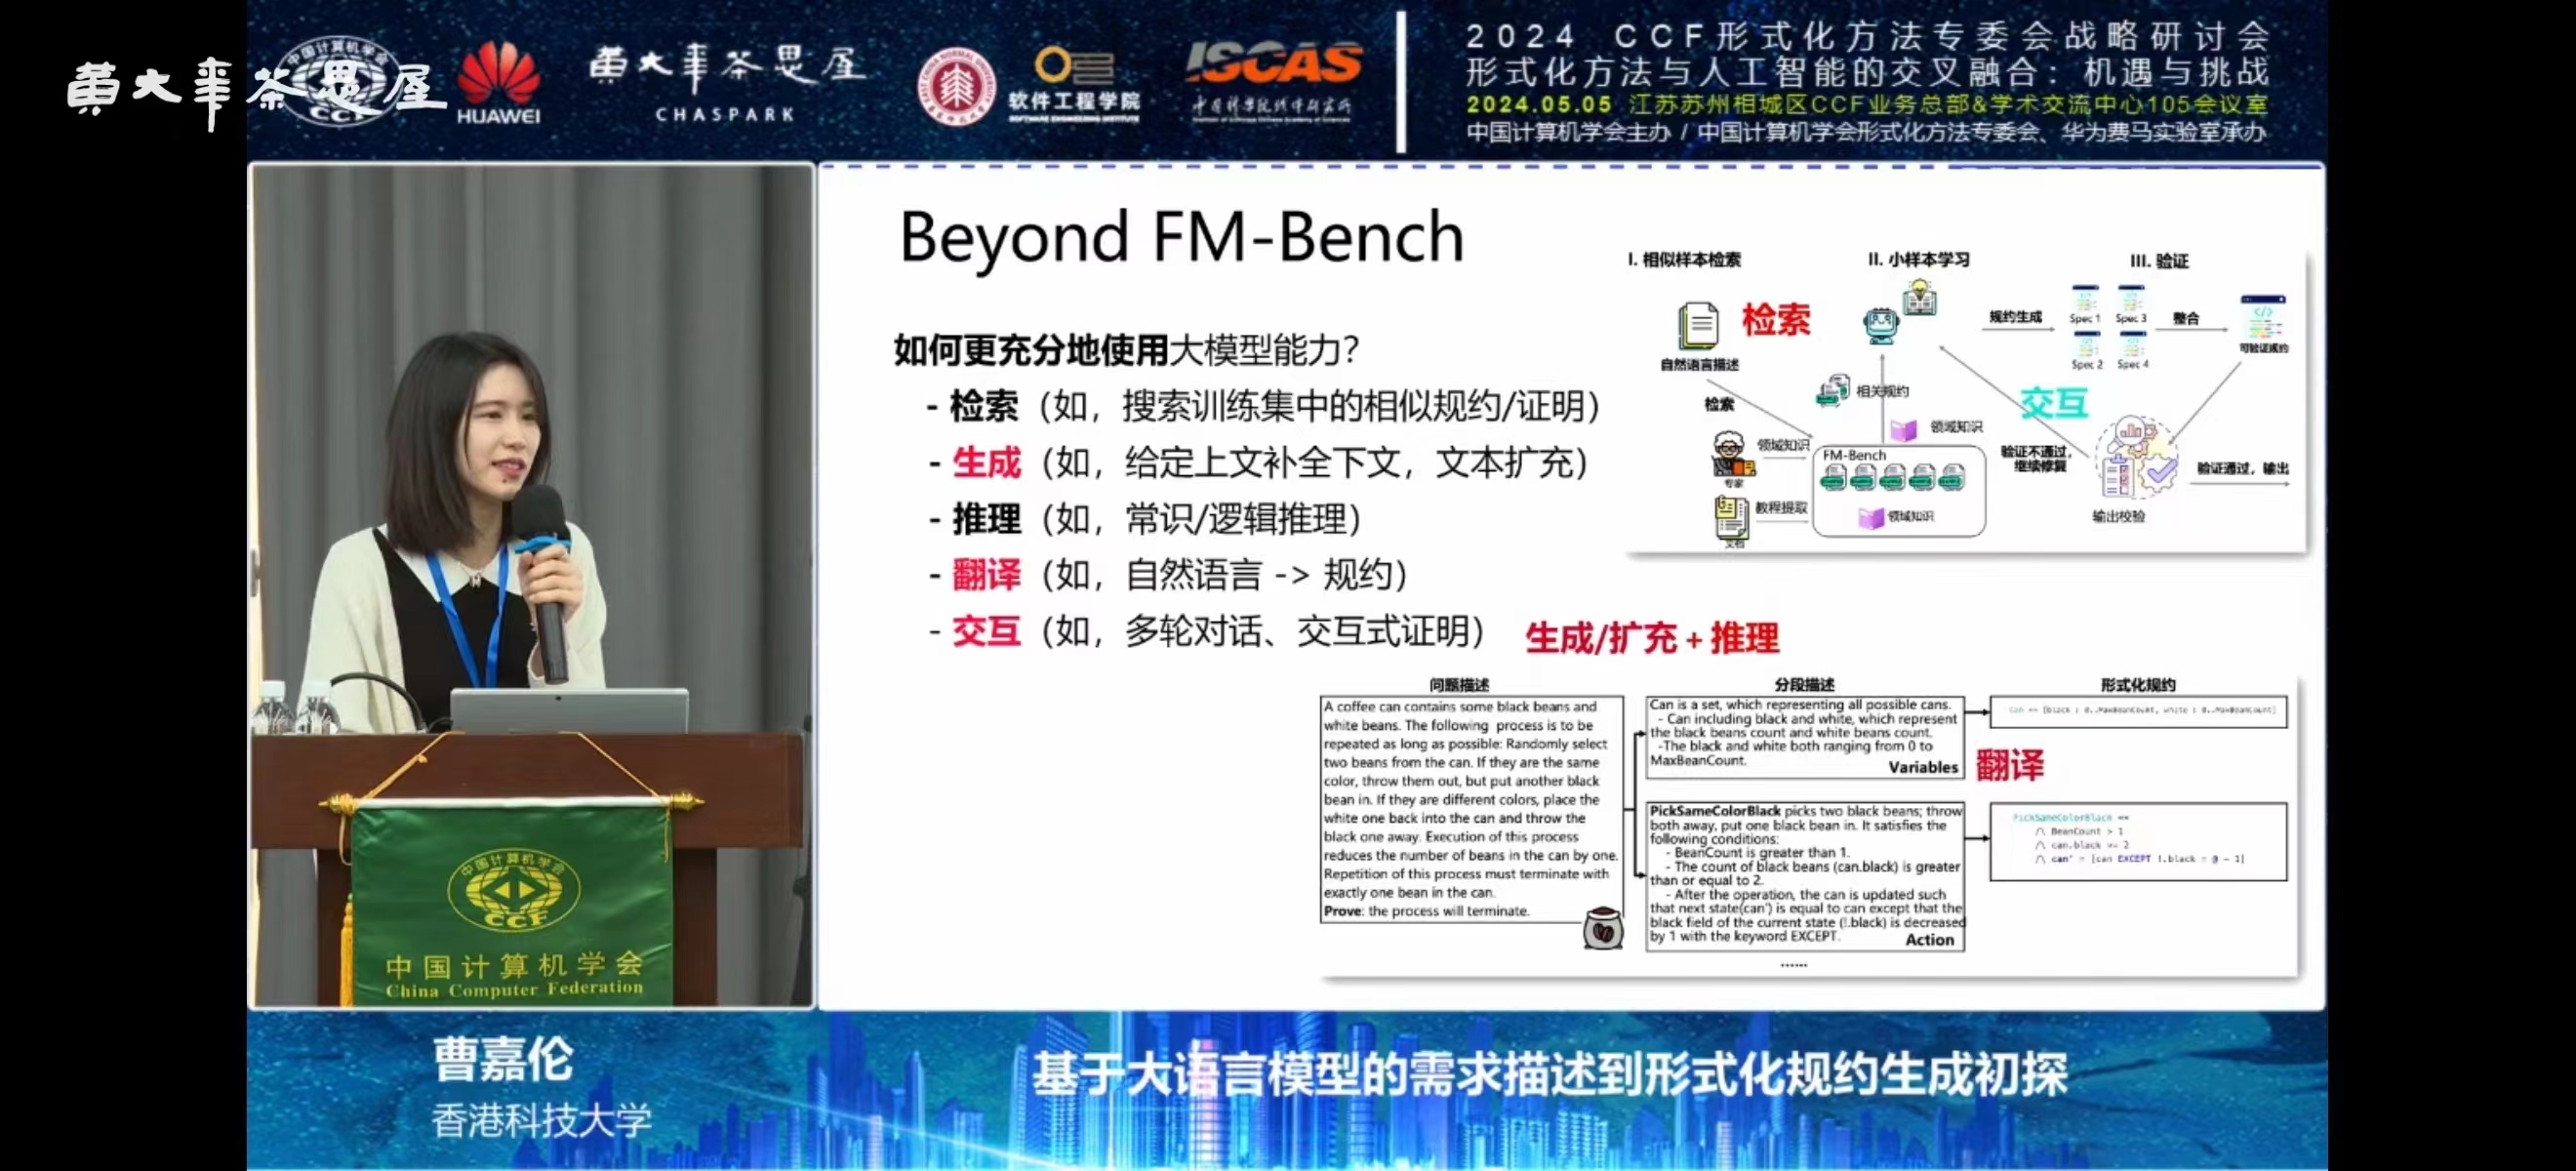 黄大年茶思屋
中国计算机学会
CCF
HUAWEI
黄大年茶思屋
CHASPARK
软件工程学院
SOFTWARE ENGINEERING INSTITUTE
ISCAS
中国科学院软件研究所
2024 CCF形式化方法专委会战略研讨会
形式化方法与人工智能的交叉融合：机遇与挑战
2024.05.05 江苏苏州相城区CCF业务总部&学术交流中心105会议室
中国计算机学会主办 / 中国计算机学会形式化方法专委会、华为费马实验室承办
Beyond FM-Bench
如何更充分地使用大模型能力？
- 检索（如，搜索训练集中的相似规约/证明）
- 生成（如，给定上文补全下文，文本扩充）
- 推理（如，常识/逻辑推理）
- 翻译（如，自然语言 -> 规约）
- 交互（如，多轮对话、交互式证明）
I. 相似样本检索
II. 小样本学习
III. 验证
检索
自然语言描述
规约生成
Spec 1
Spec 3
Spec 2
Spec 4
整合
可验证规约
检索
相关规约
交互
领域知识
领域知识
专家
FM-Bench
验证不通过，
继续修复
验证通过，输出
教程提取
文档
领域知识
输出校验
生成/扩充 + 推理
问题描述
A coffee can contains some black beans and
white beans. The following process is to be
repeated as long as possible: Randomly select
two beans from the can. If they are the same
color, throw them out, but put another black
bean in. If they are different colors, place the
white one back into the can and throw the
black one away. Execution of this process
reduces the number of beans in the can by one.
Repetition of this process must terminate with
exactly one bean in the can.
Prove: the process will terminate.
分段描述
Can is a set, which representing all possible cans.
- Can including black and white, which represent
the black beans count and white beans count.
-The black and white both ranging from 0 to
MaxBeanCount.
Variables
PickSameColorBlack picks two black beans; throw
both away, put one black bean in. It satisfies the
following conditions:
- BeanCount is greater than 1.
- The count of black beans (can.black) is greater
than or equal to 2.
- After the operation, the can is updated such
that next state(can') is equal to can except that the
black field of the current state (!.black) is decreased
by 1 with the keyword EXCEPT.
Action
......
形式化规约
Can == [black : 0..MaxBeanCount, white : 0..MaxBeanCount]
翻译
PickSameColorBlack ==
/\ BeanCount > 1
/\ can.black >= 2
/\ can' = [can EXCEPT !.black = @ - 1]
中国计算机学会
CCF
中国计算机学会
China Computer Federation
曹嘉伦
香港科技大学
基于大语言模型的需求描述到形式化规约生成初探